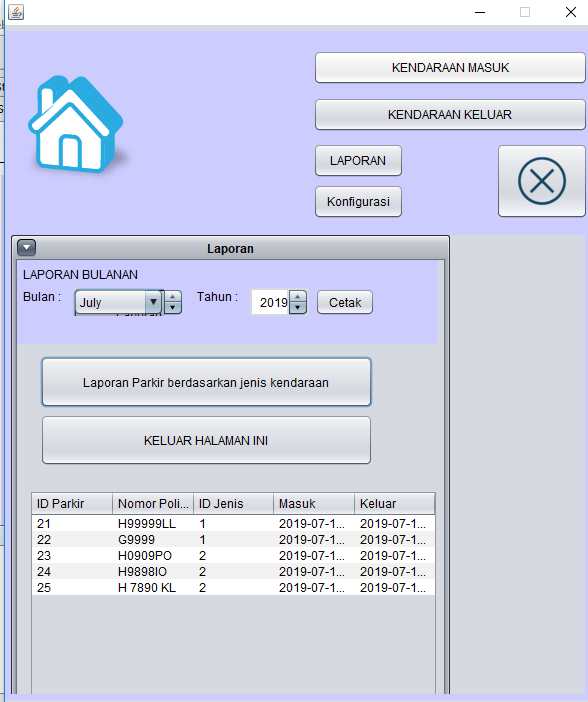 KENDARAAN MASUK
KENDARAAN KELUAR
LAPORAN
Konfigurasi
Laporan
LAPORAN BULANAN
Bulan : July Tahun : 2019 Cetak
Laporan Parkir berdasarkan jenis kendaraan
KELUAR HALAMAN INI
ID Parkir Nomor Poli... ID Jenis Masuk Keluar
21 H99999LL 1 2019-07-1... 2019-07-1...
22 G9999 1 2019-07-1... 2019-07-1...
23 H0909PO 2 2019-07-1... 2019-07-1...
24 H9898IO 2 2019-07-1... 2019-07-1...
25 H 7890 KL 2 2019-07-1... 2019-07-1...